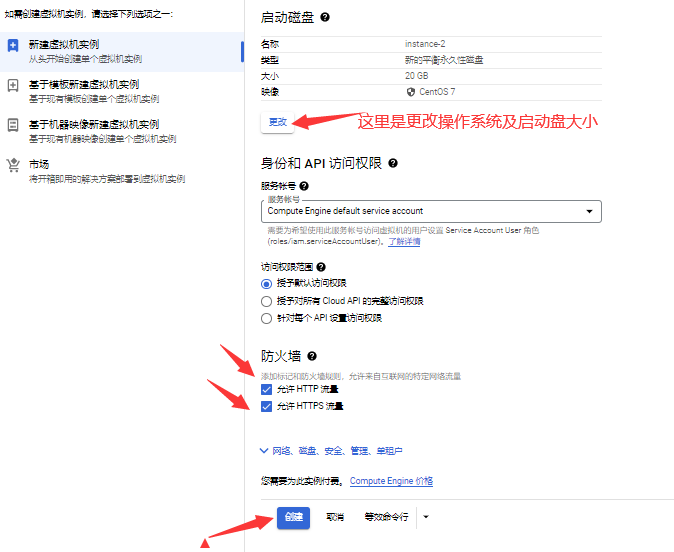 如需创建虚拟机实例，请选择下列选项之一：
新建虚拟机实例
从头开始创建单个虚拟机实例
基于模板新建虚拟机实例
基于现有模板创建单个虚拟机实例
基于机器映像新建虚拟机实例
基于现有机器映像创建单个虚拟机实例
市场
将开箱即用的解决方案部署到虚拟机实例
启动磁盘
名称 instance-2
类型 新的平衡永久性磁盘
大小 20 GB
映像 CentOS 7
更改
这里是更改操作系统及启动盘大小
身份和 API 访问权限
服务帐号
服务帐号
Compute Engine default service account
需要为希望使用此服务帐号访问虚拟机的用户设置 Service Account User 角色
(roles/iam.serviceAccountUser)。了解详情
访问权限范围
授予默认访问权限
授予对所有 Cloud API 的完整访问权限
针对每个 API 设置访问权限
防火墙
添加标记和防火墙规则，允许来自互联网的特定网络流量
允许 HTTP 流量
允许 HTTPS 流量
网络、磁盘、安全、管理、单租户
您需要为此实例付费。Compute Engine 价格
创建 取消 等效命令行